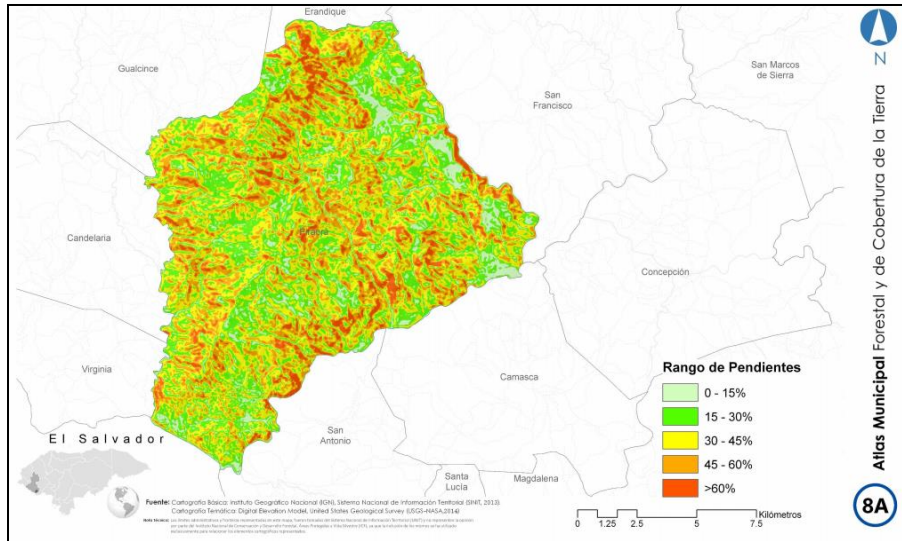 Erandique
Gualcince
San Marcos
de Sierra
San
Francisco
Piraera
Candelaria
Concepción
Virginia
Camasca
San
Antonio
Santa
Lucía
Magdalena
El Salvador
Rango de Pendientes
0 - 15%
15 - 30%
30 - 45%
45 - 60%
>60%
Kilómetros
0 1.25 2.5 5 7.5
Fuente: Cartografía Básica: Instituto Geográfico Nacional (IGN), Sistema Nacional de Información Territorial (SINIT, 2013)
Cartografía Temática: Digital Elevation Model, United States Geological Survey (USGS-NASA,2014)
N
Atlas Municipal Forestal y de Cobertura de la Tierra
8A